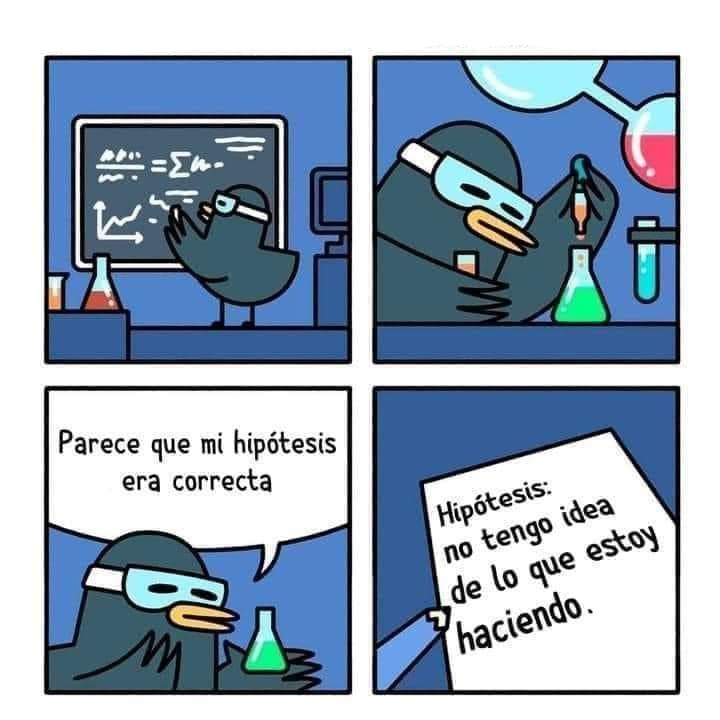 Parece que mi hipótesis
era correcta
Hipótesis:
no tengo idea
de lo que estoy
haciendo.